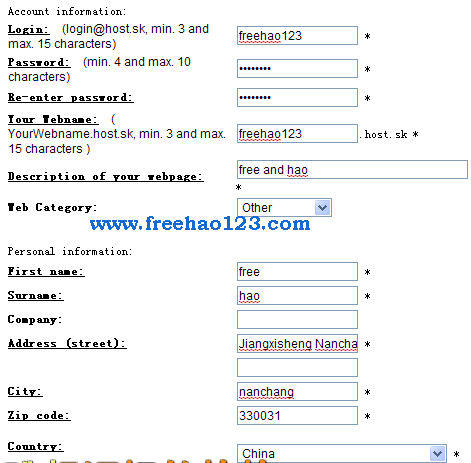 Account information:
Login: (login@host.sk, min. 3 and max. 15 characters) freehao123 *
Password: (min. 4 and max. 10 characters) •••••••• *
Re-enter password: •••••••• *
Your Webname: ( YourWebname.host.sk, min. 3 and max. 15 characters ) freehao123 .host.sk *
Description of your webpage: free and hao *
Web Category: Other
www.freehao123.com
Personal information:
First name: free *
Surname: hao *
Company:
Address (street): Jiangxisheng Nancha *
City: nanchang *
Zip code: 330031 *
Country: China *